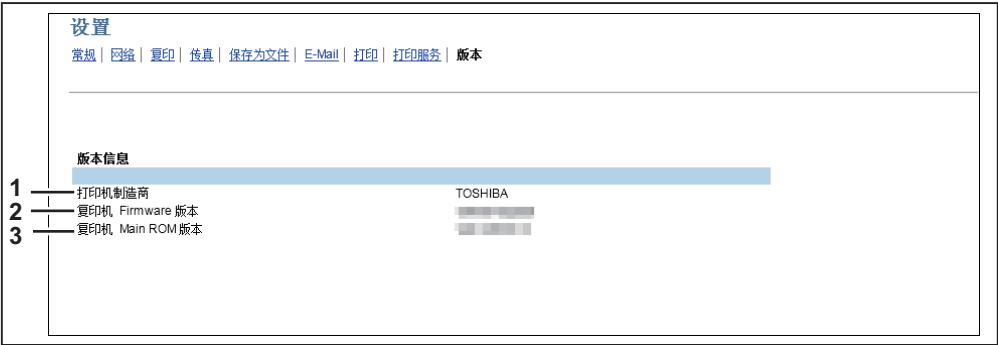 设置
常规 | 网络 | 复印 | 传真 | 保存为文件 | E-Mail | 打印 | 打印服务 | 版本
版本信息
1 打印机制造商 TOSHIBA
2 复印机 Firmware 版本
3 复印机 Main ROM 版本